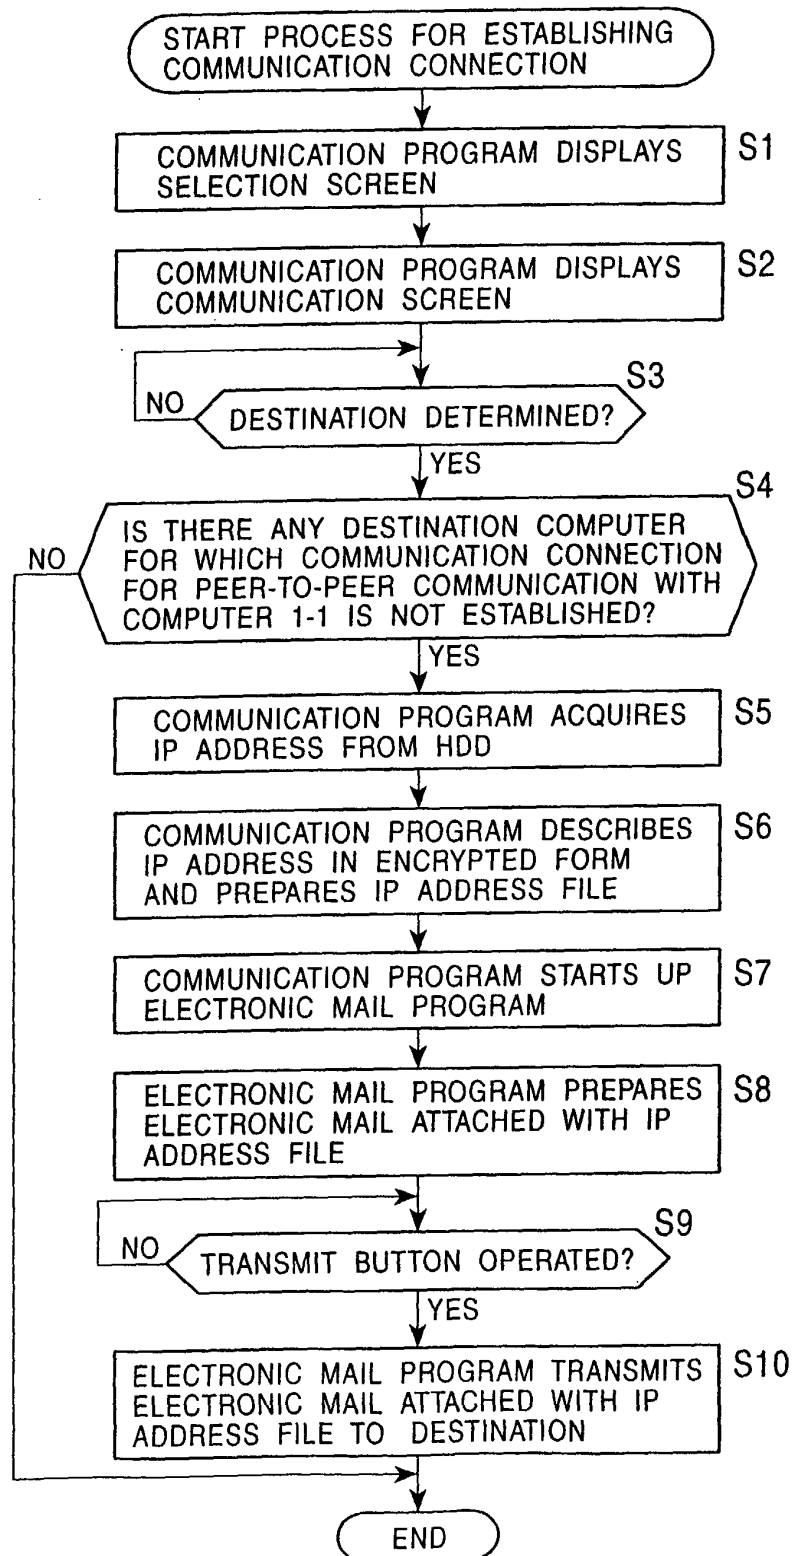 START PROCESS FOR ESTABLISHING
COMMUNICATION CONNECTION
S1
COMMUNICATION PROGRAM DISPLAYS
SELECTION SCREEN
S2
COMMUNICATION PROGRAM DISPLAYS
COMMUNICATION SCREEN
S3
NO
DESTINATION DETERMINED?
YES
S4
NO
IS THERE ANY DESTINATION COMPUTER
FOR WHICH COMMUNICATION CONNECTION
FOR PEER-TO-PEER COMMUNICATION WITH
COMPUTER 1-1 IS NOT ESTABLISHED?
YES
S5
COMMUNICATION PROGRAM ACQUIRES
IP ADDRESS FROM HDD
S6
COMMUNICATION PROGRAM DESCRIBES
IP ADDRESS IN ENCRYPTED FORM
AND PREPARES IP ADDRESS FILE
S7
COMMUNICATION PROGRAM STARTS UP
ELECTRONIC MAIL PROGRAM
S8
ELECTRONIC MAIL PROGRAM PREPARES
ELECTRONIC MAIL ATTACHED WITH IP
ADDRESS FILE
S9
NO
TRANSMIT BUTTON OPERATED?
YES
S10
ELECTRONIC MAIL PROGRAM TRANSMITS
ELECTRONIC MAIL ATTACHED WITH IP
ADDRESS FILE TO DESTINATION
END